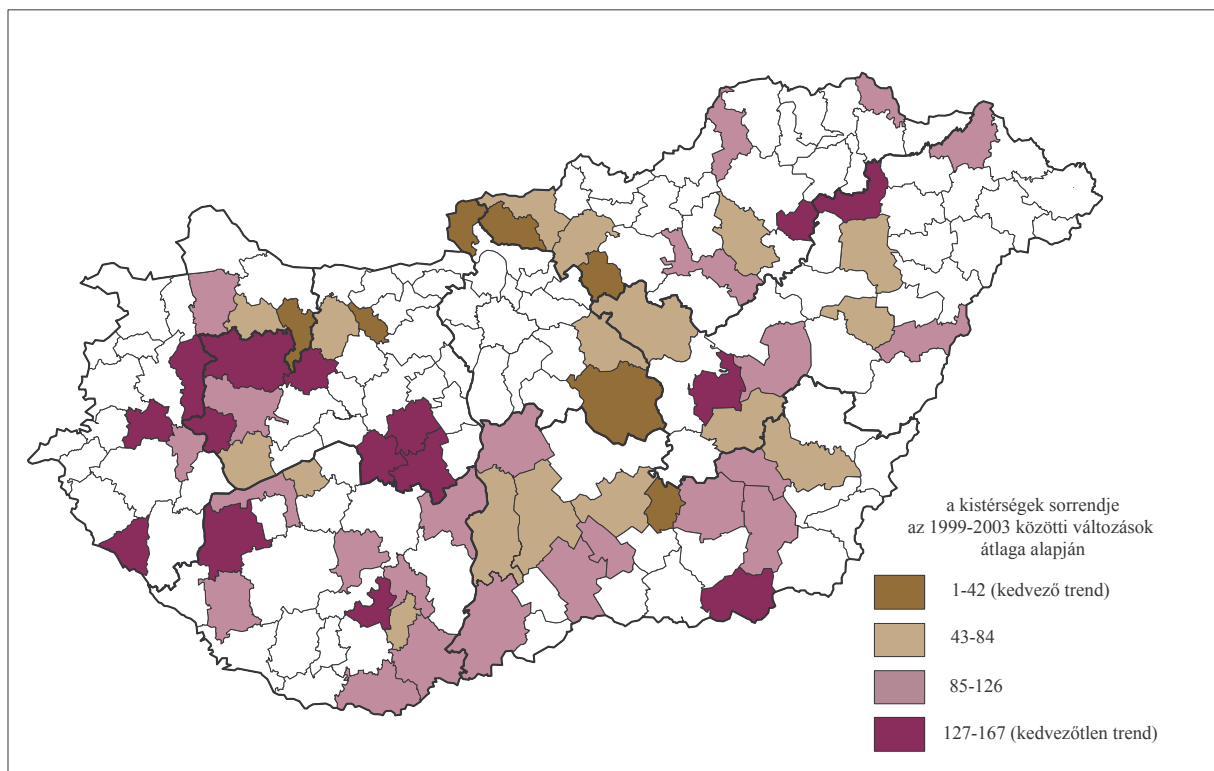 a kistérségek sorrendje
az 1999-2003 közötti változások
átlaga alapján
1-42 (kedvező trend)
43-84
85-126
127-167 (kedvezőtlen trend)